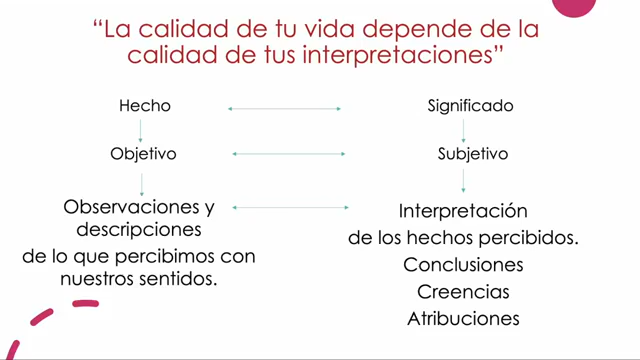 “La calidad de tu vida depende de la
calidad de tus interpretaciones”
Hecho
Significado
Objetivo
Subjetivo
Observaciones y
descripciones
de lo que percibimos con
nuestros sentidos.
Interpretación
de los hechos percibidos.
Conclusiones
Creencias
Atribuciones